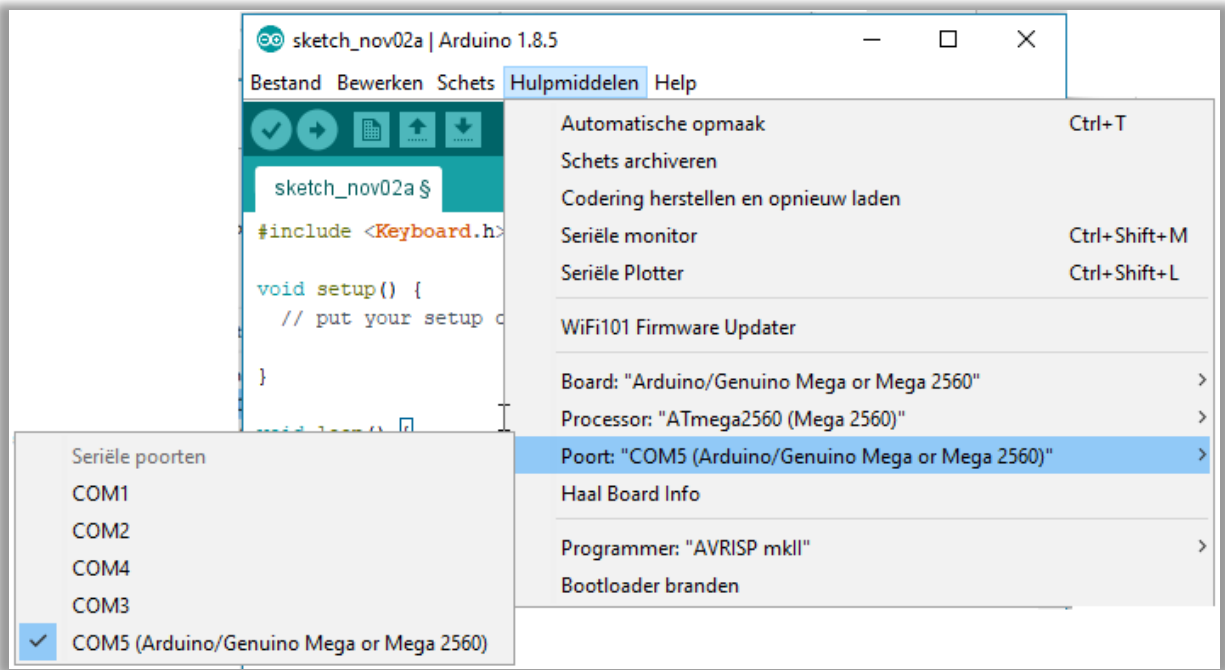 sketch_nov02a | Arduino 1.8.5
Bestand Bewerken Schets Hulpmiddelen Help
Automatische opmaak Ctrl+T
Schets archiveren
Codering herstellen en opnieuw laden
Seriële monitor Ctrl+Shift+M
Seriële Plotter Ctrl+Shift+L
WiFi101 Firmware Updater
Board: "Arduino/Genuino Mega or Mega 2560"
Processor: "ATmega2560 (Mega 2560)"
Poort: "COM5 (Arduino/Genuino Mega or Mega 2560)"
Haal Board Info
Programmer: "AVRISP mkII"
Bootloader branden
sketch_nov02a §
#include <Keyboard.h>
void setup() {
// put your setup c
}
Seriële poorten
COM1
COM2
COM4
COM3
COM5 (Arduino/Genuino Mega or Mega 2560)